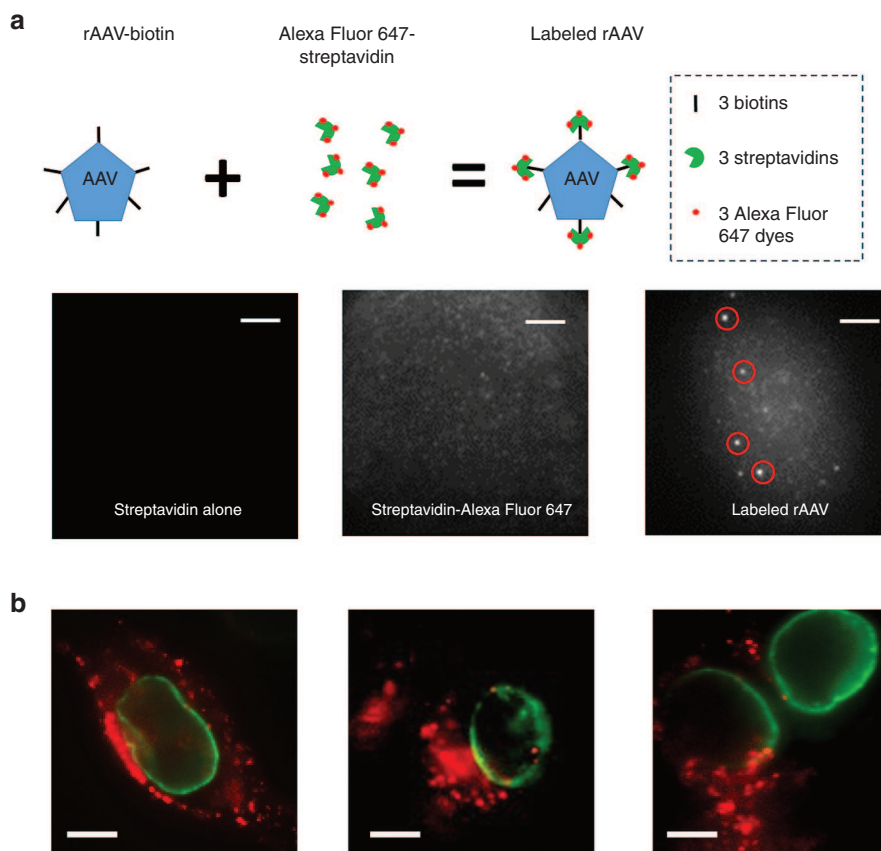 a
rAAV-biotin
Alexa Fluor 647-
streptavidin
Labeled rAAV
AAV
AAV
3 biotins
3 streptavidins
3 Alexa Fluor
647 dyes
Streptavidin alone
Streptavidin-Alexa Fluor 647
Labeled rAAV
b